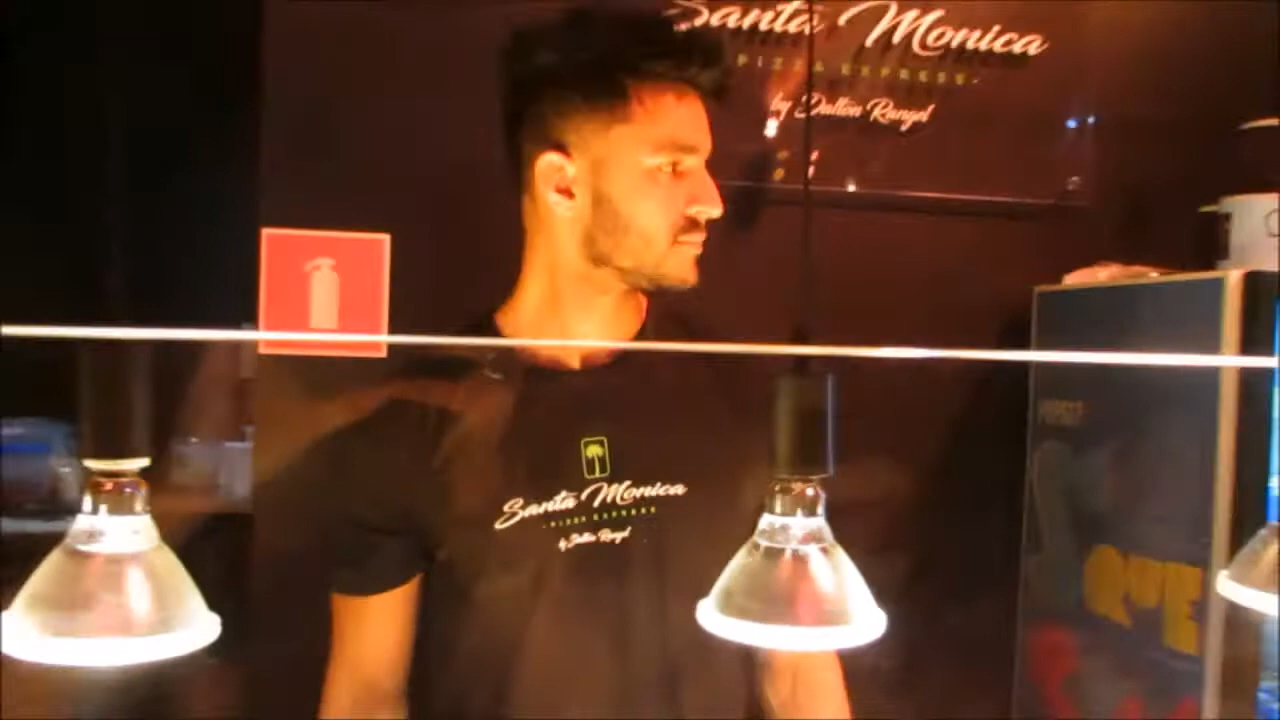 Santa Monica
PIZZA EXPRESS
by Dalton Rangel
Santa Monica
PIZZA EXPRESS
by Dalton Rangel
QUE